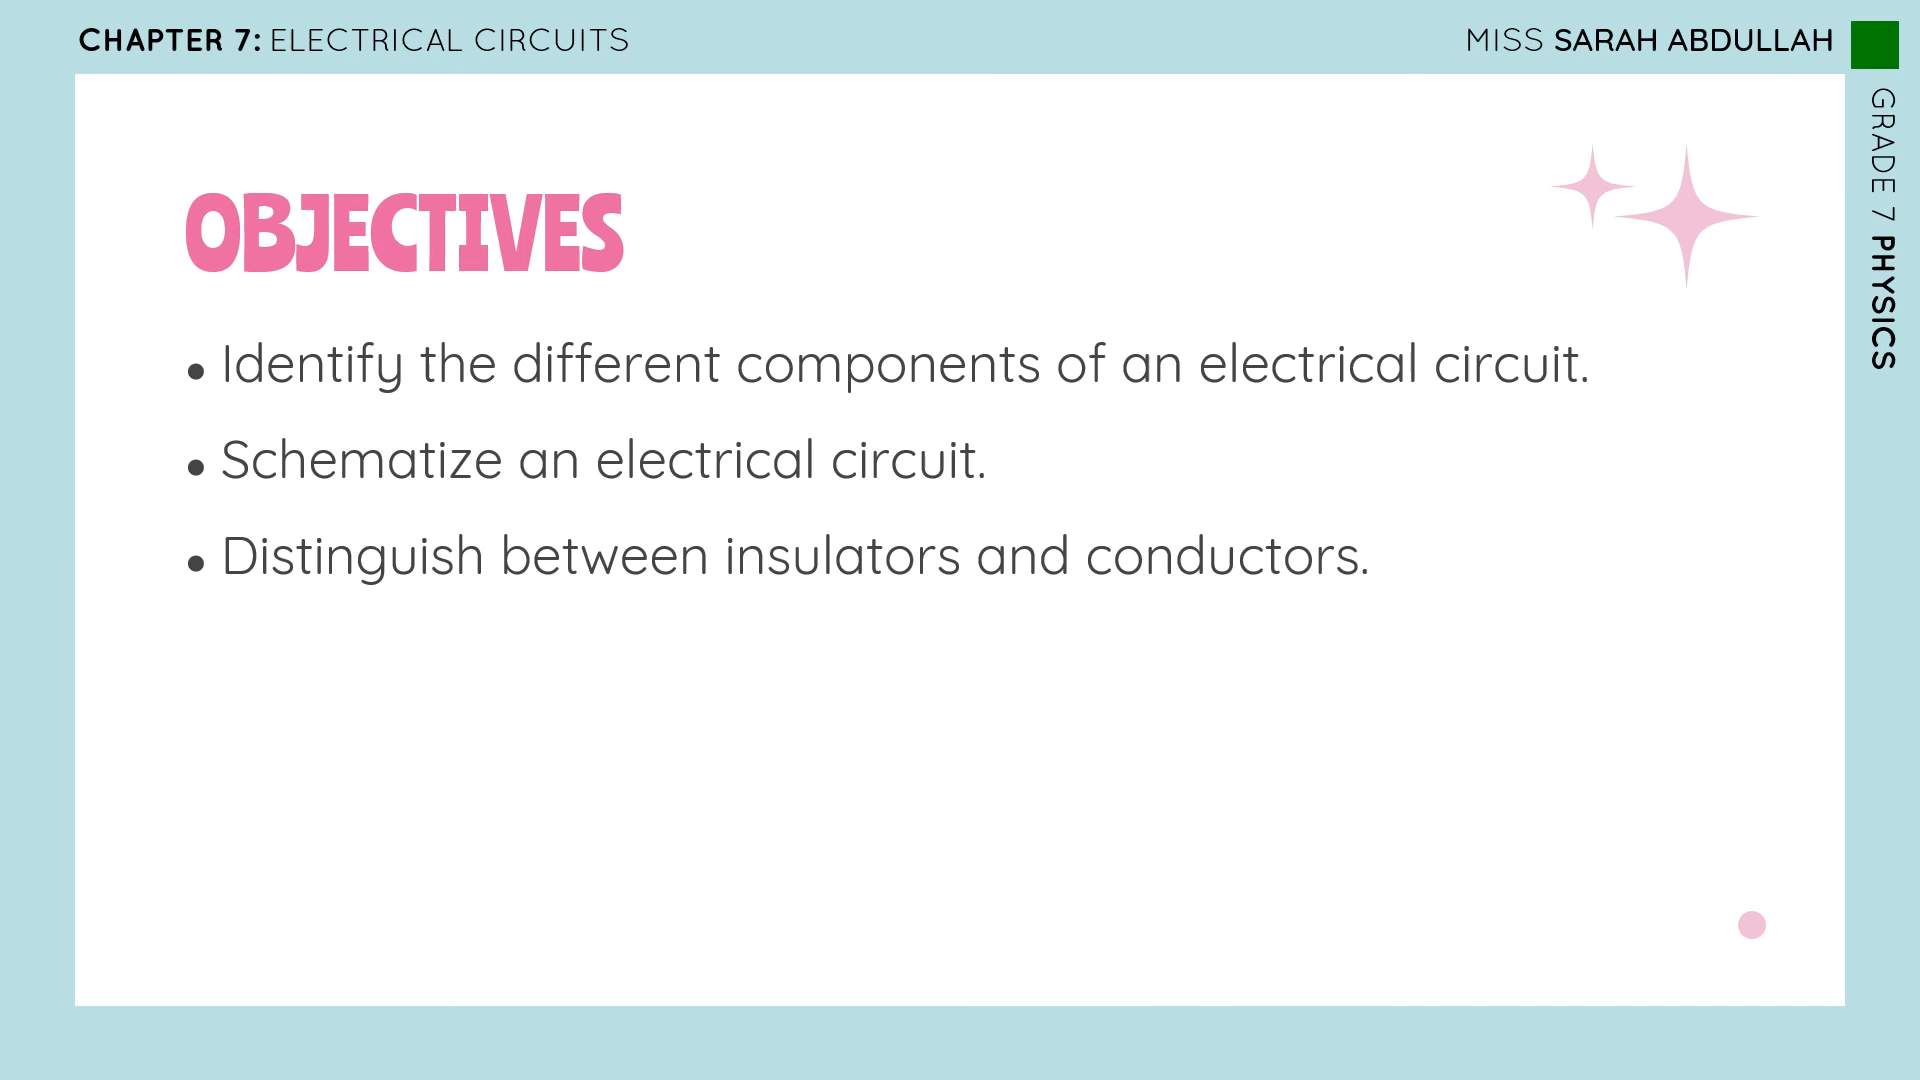 CHAPTER 7: ELECTRICAL CIRCUITS
MISS SARAH ABDULLAH
GRADE 7 PHYSICS
OBJECTIVES
• Identify the different components of an electrical circuit.
• Schematize an electrical circuit.
• Distinguish between insulators and conductors.